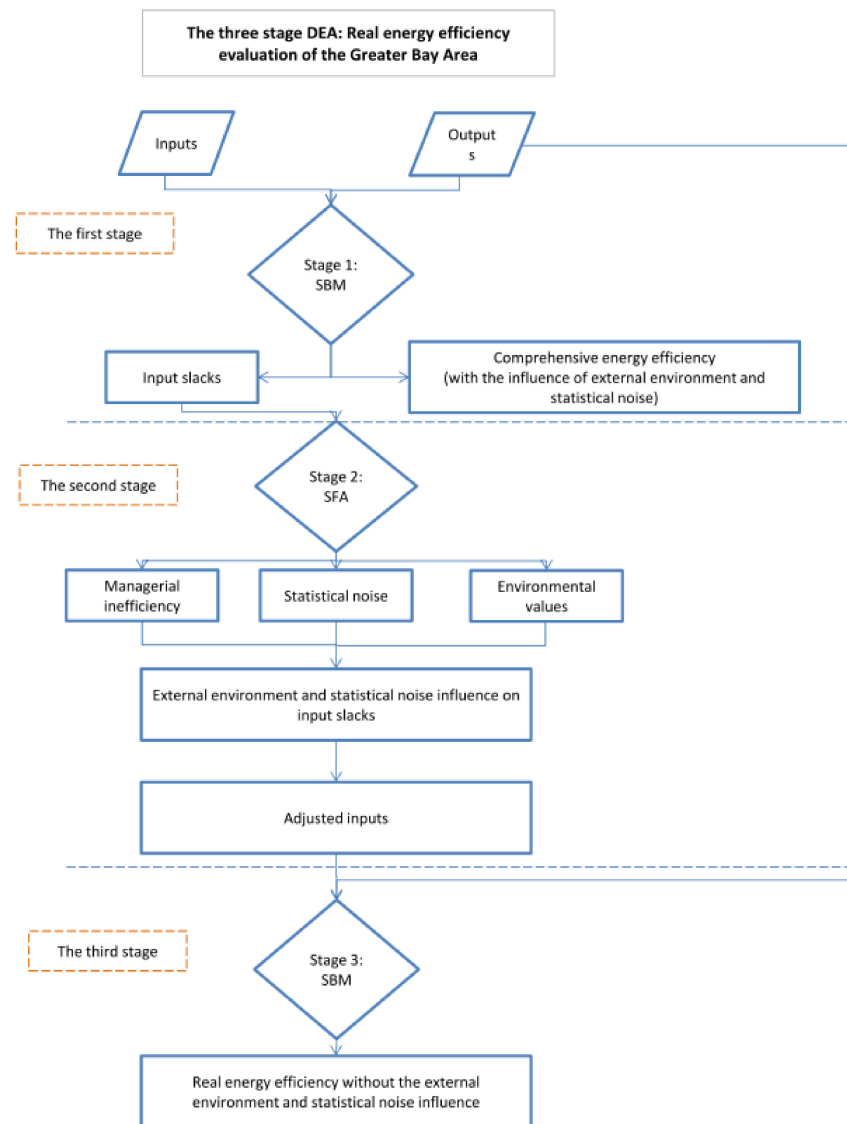 The three stage DEA: Real energy efficiency
evaluation of the Greater Bay Area
Inputs
Output
s
The first stage
Stage 1:
SBM
Input slacks
Comprehensive energy efficiency
(with the influence of external environment and
statistical noise)
The second stage
Stage 2:
SFA
Managerial
inefficiency
Statistical noise
Environmental
values
External environment and statistical noise influence on
input slacks
Adjusted inputs
The third stage
Stage 3:
SBM
Real energy efficiency without the external
environment and statistical noise influence